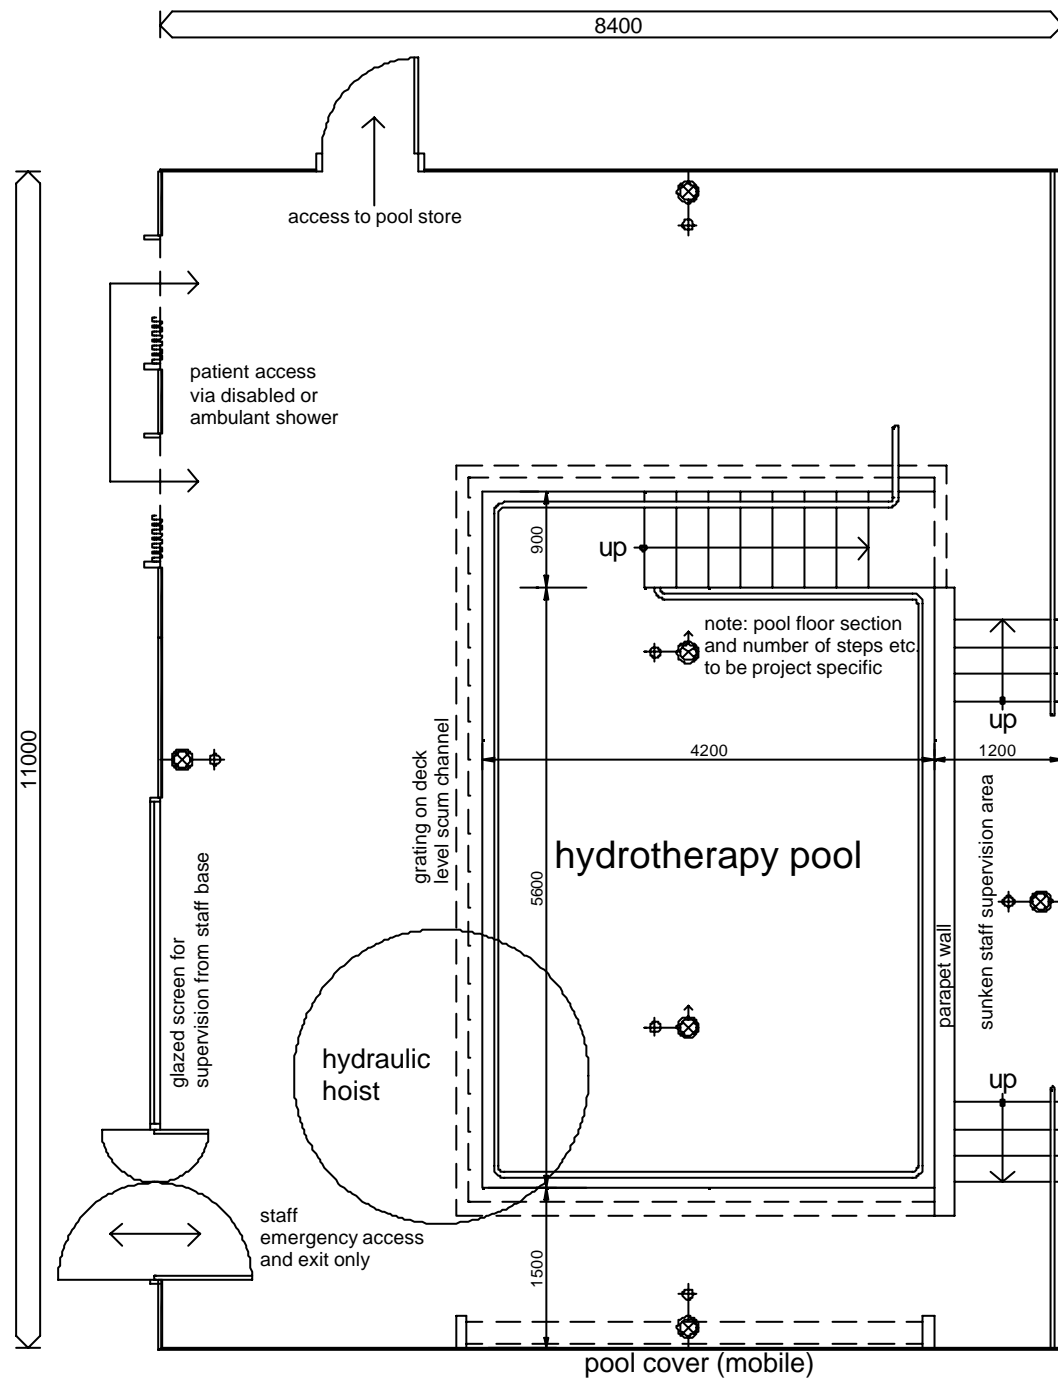 8400
access to pool store
patient access
via disabled or
ambulant shower
900
up
note: pool floor section
and number of steps etc.
to be project specific
up
11000
4200
1200
grating on deck
level scum channel
hydrotherapy pool
5600
glazed screen for
supervision from staff base
parapet wall
sunken staff supervision area
hydraulic
hoist
up
staff
emergency access
and exit only
1500
pool cover (mobile)